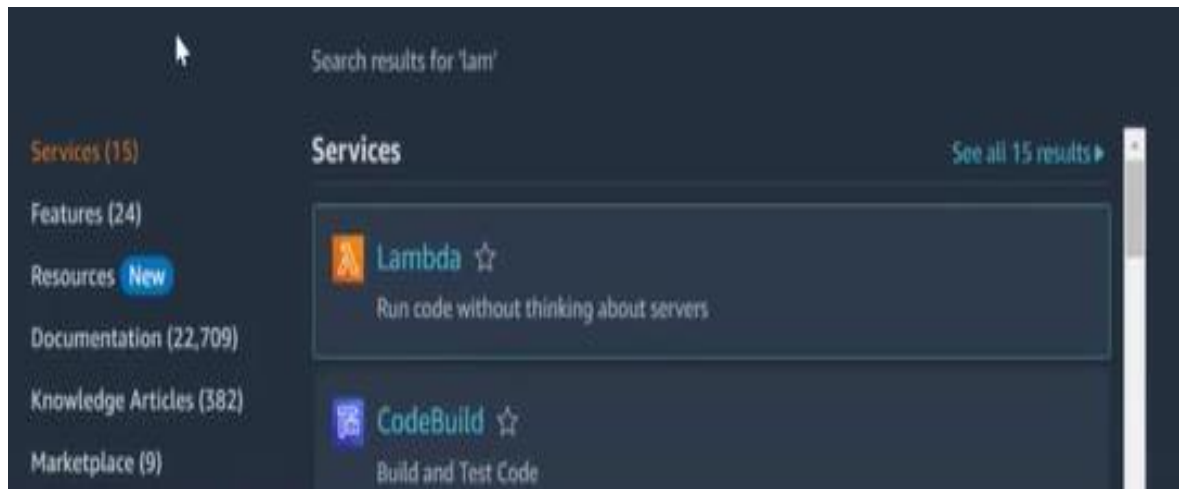 Search results for 'lam'
Services (15)
Features (24)
Resources New
Documentation (22,709)
Knowledge Articles (382)
Marketplace (9)
Services
See all 15 results
Lambda
Run code without thinking about servers
CodeBuild
Build and Test Code